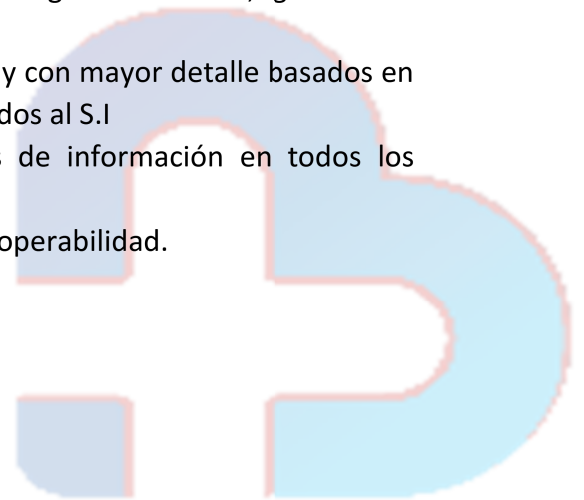 y con mayor detalle basados en
dos al S.I
s de información en todos los
operabilidad.